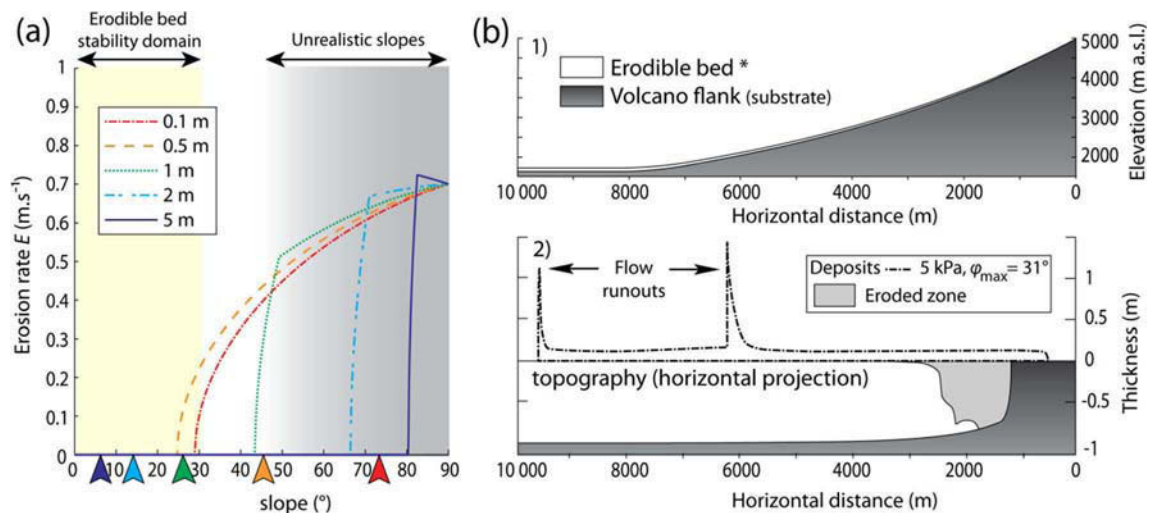 (a)
Erodible bed
stability domain
Unrealistic slopes
1
0.9
0.8
0.7
0.6
0.5
0.4
0.3
0.2
0.1
0
Erosion rate E (m.s⁻¹)
0.1 m
0.5 m
1 m
2 m
5 m
0 10 20 30 40 50 60 70 80 90
slope (°)
(b)
1)
Erodible bed *
Volcano flank (substrate)
5000
4000
3000
2000
Elevation (m a.s.l.)
10 000 8000 6000 4000 2000 0
Horizontal distance (m)
2)
Flow
runouts
Deposits 5 kPa, φmax = 31°
Eroded zone
topography (horizontal projection)
1
0.5
0
-0.5
-1
Thickness (m)
10 000 8000 6000 4000 2000 0
Horizontal distance (m)